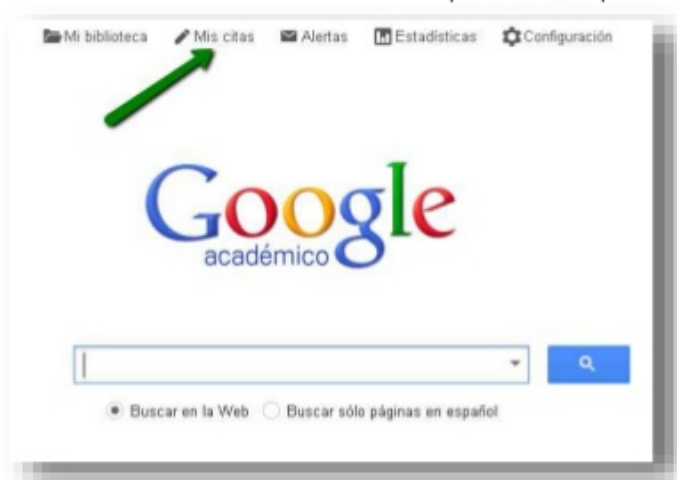 Mi biblioteca Mis citas Alertas Estadísticas Configuración
Google
académico
Buscar en la Web Buscar sólo páginas en español